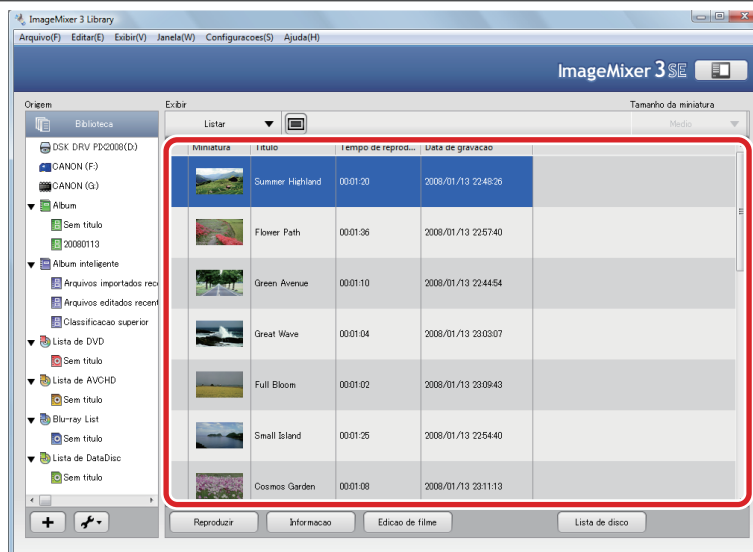 ImageMixer 3 Library
Arquivo(F) Editar(E) Exibir(V) Janela(W) Configuracoes(S) Ajuda(H)
ImageMixer 3 SE
Origem Exibir Tamanho da miniatura
Biblioteca Listar Medio
Miniatura Titulo Tempo de reprod... Data de gravacao
DSK DRV PD(2008(D:)
CANON (F:)
CANON (G:)
Album
Sem titulo
20080113
Album inteligente
Arquivos importados rece
Arquivos editados recent
Classificacao superior
Lista de DVD
Sem titulo
Lista de AVCHD
Sem titulo
Blu-ray List
Sem titulo
Lista de DataDisc
Sem titulo
Summer Highland 00:01:20 2008/01/13 22:48:26
Flower Path 00:01:36 2008/01/13 22:57:40
Green Avenue 00:01:10 2008/01/13 22:44:54
Great Wave 00:01:04 2008/01/13 23:03:07
Full Bloom 00:01:02 2008/01/13 23:09:43
Small Island 00:01:25 2008/01/13 22:54:40
Cosmos Garden 00:01:08 2008/01/13 23:11:13
Reproduzir Informacao Edicao de filme Lista de disco